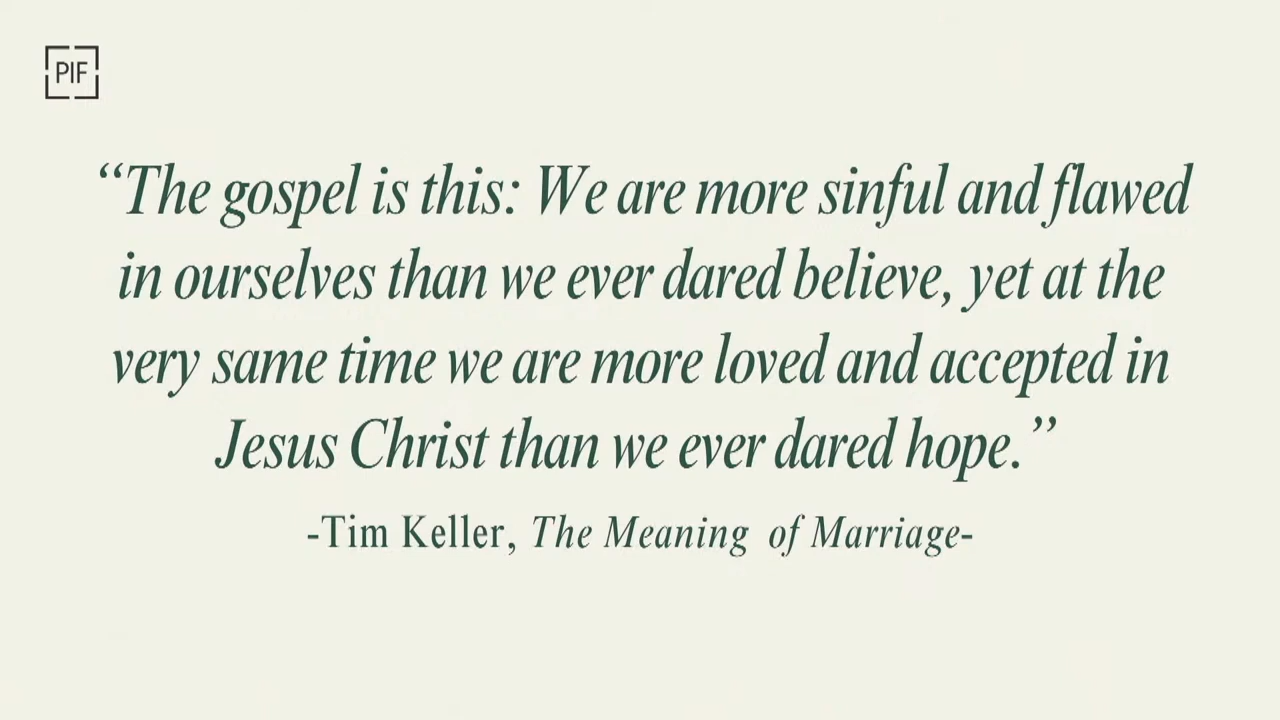 PIF
“The gospel is this: We are more sinful and flawed
in ourselves than we ever dared believe, yet at the
very same time we are more loved and accepted in
Jesus Christ than we ever dared hope.”
-Tim Keller, The Meaning of Marriage-